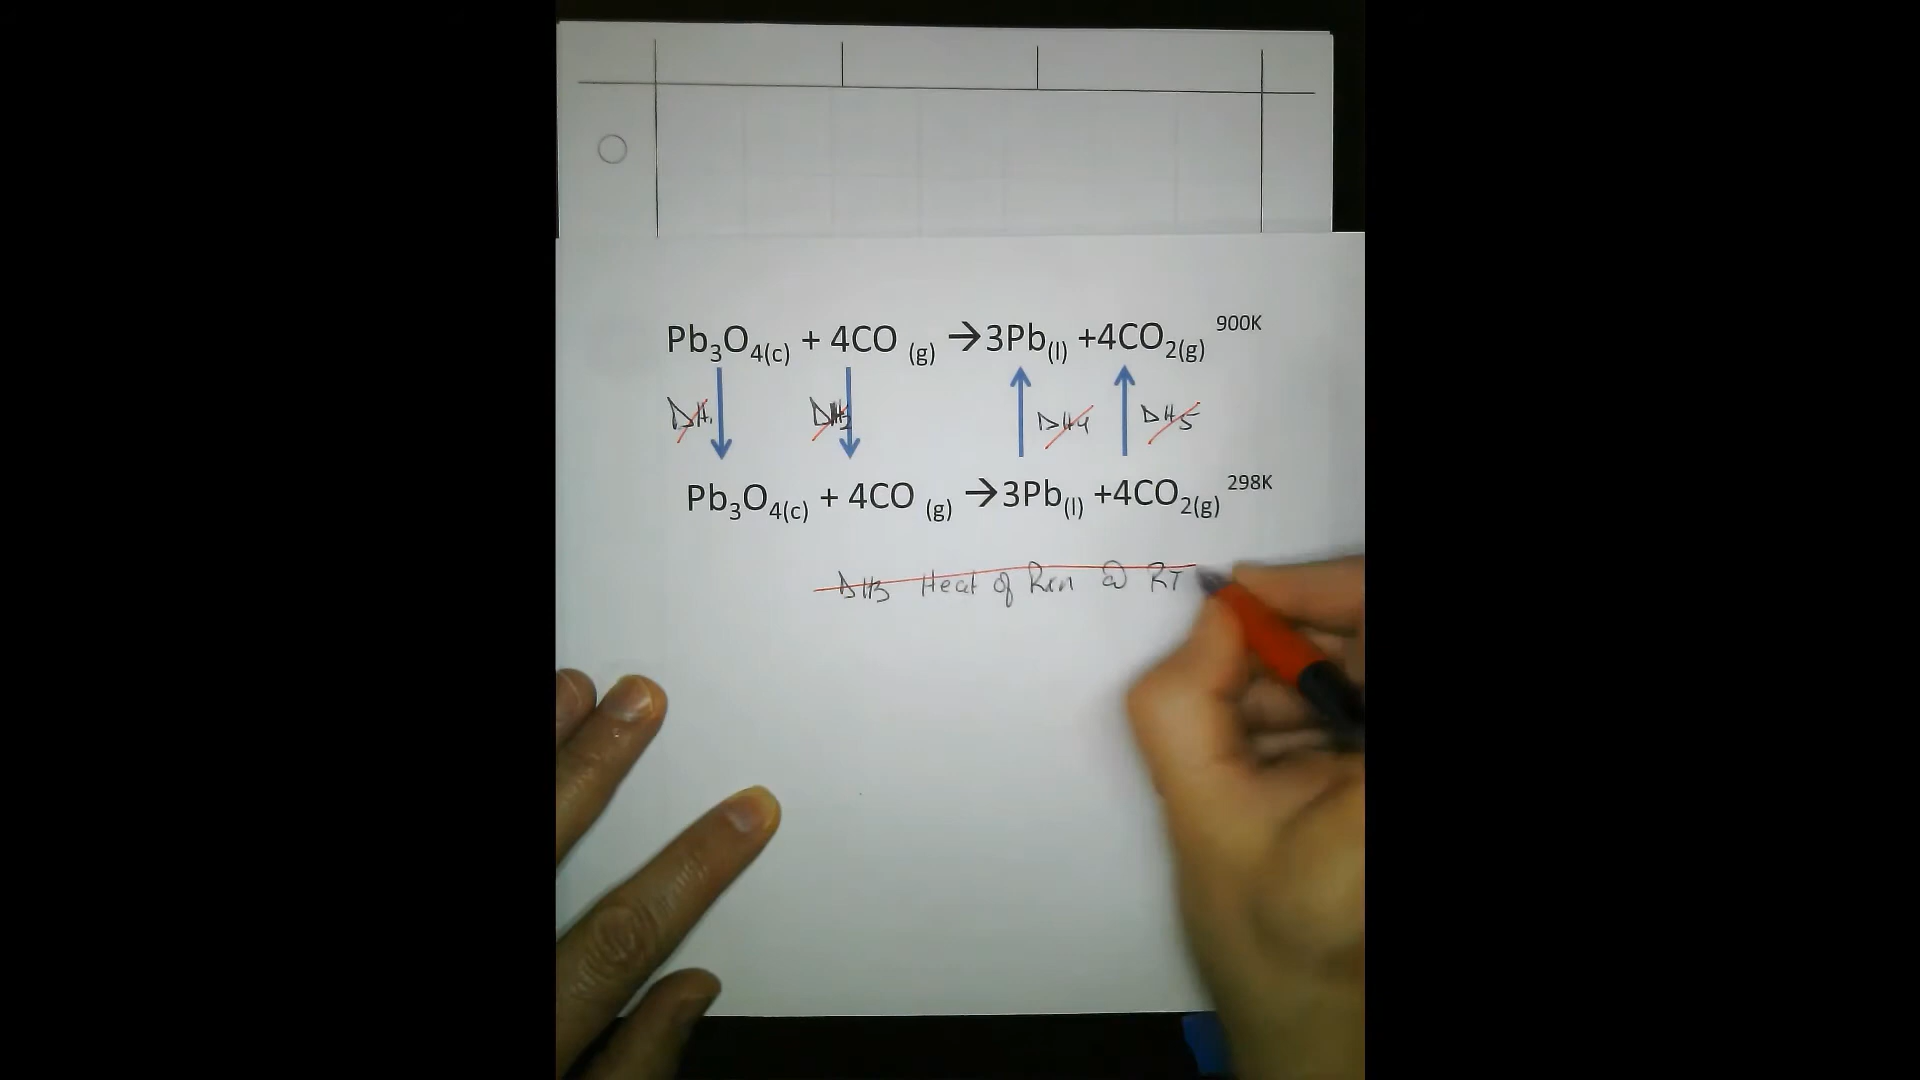 Pb3O4(c) + 4CO (g) →3Pb(l) +4CO2(g) 900K
ΔH1 ΔH2 ΔH4 ΔH5
Pb3O4(c) + 4CO (g) →3Pb(l) +4CO2(g) 298K
ΔH3 Heat of Rxn @ RT